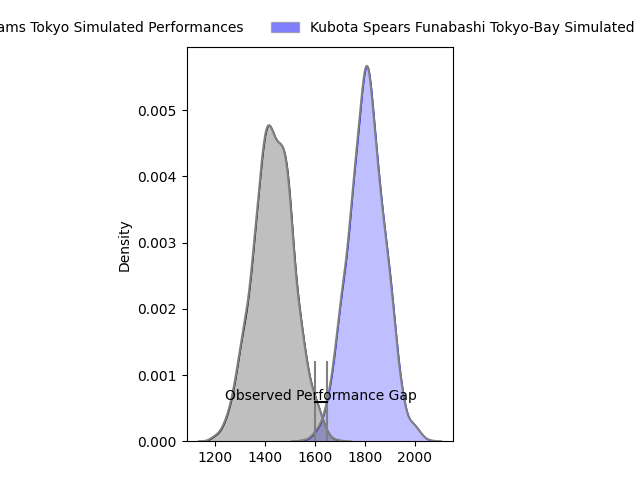 ams Tokyo Simulated Performances
Kubota Spears Funabashi Tokyo-Bay Simulated
0.005
0.004
0.003
0.002
0.001
0.000
Density
Observed Performance Gap
1200 1400 1600 1800 2000